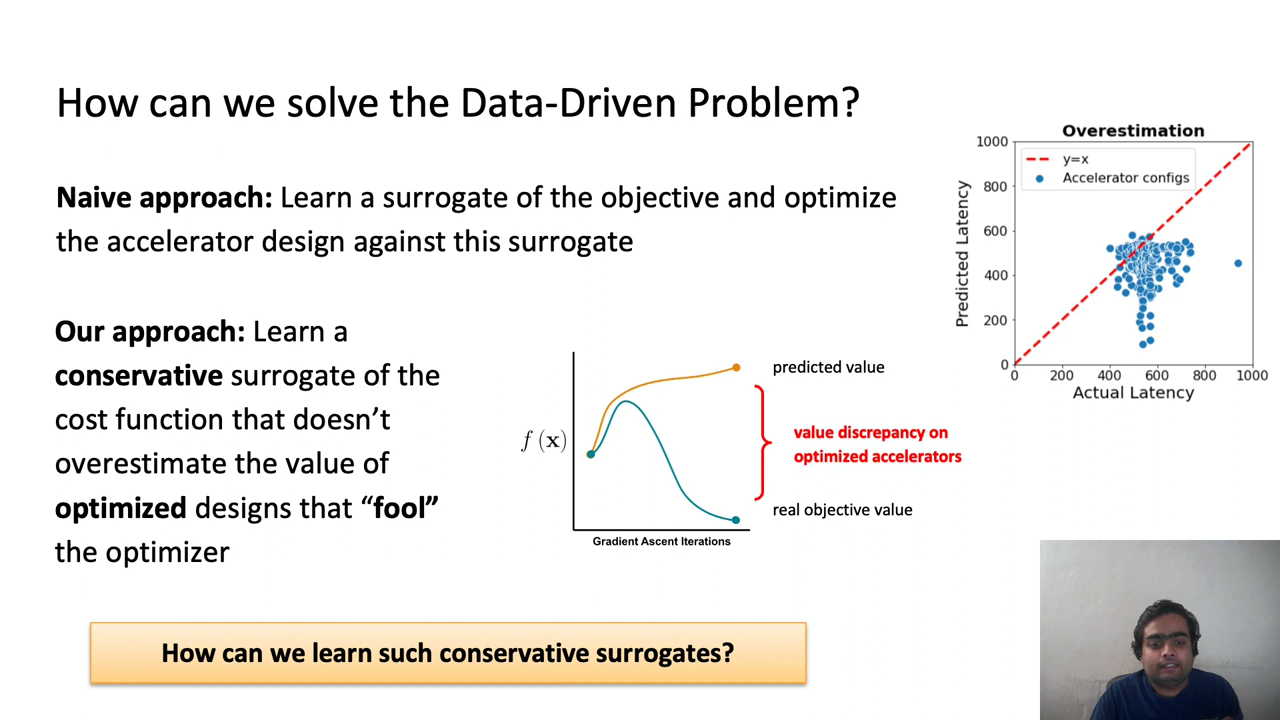 How can we solve the Data-Driven Problem?
Naive approach: Learn a surrogate of the objective and optimize
the accelerator design against this surrogate
Our approach: Learn a
conservative surrogate of the
cost function that doesn’t
overestimate the value of
optimized designs that “fool”
the optimizer
f (x)
predicted value
value discrepancy on
optimized accelerators
real objective value
Gradient Ascent Iterations
Overestimation
y=x
Accelerator configs
Predicted Latency
1000
800
600
400
200
0
0 200 400 600 800 1000
Actual Latency
How can we learn such conservative surrogates?